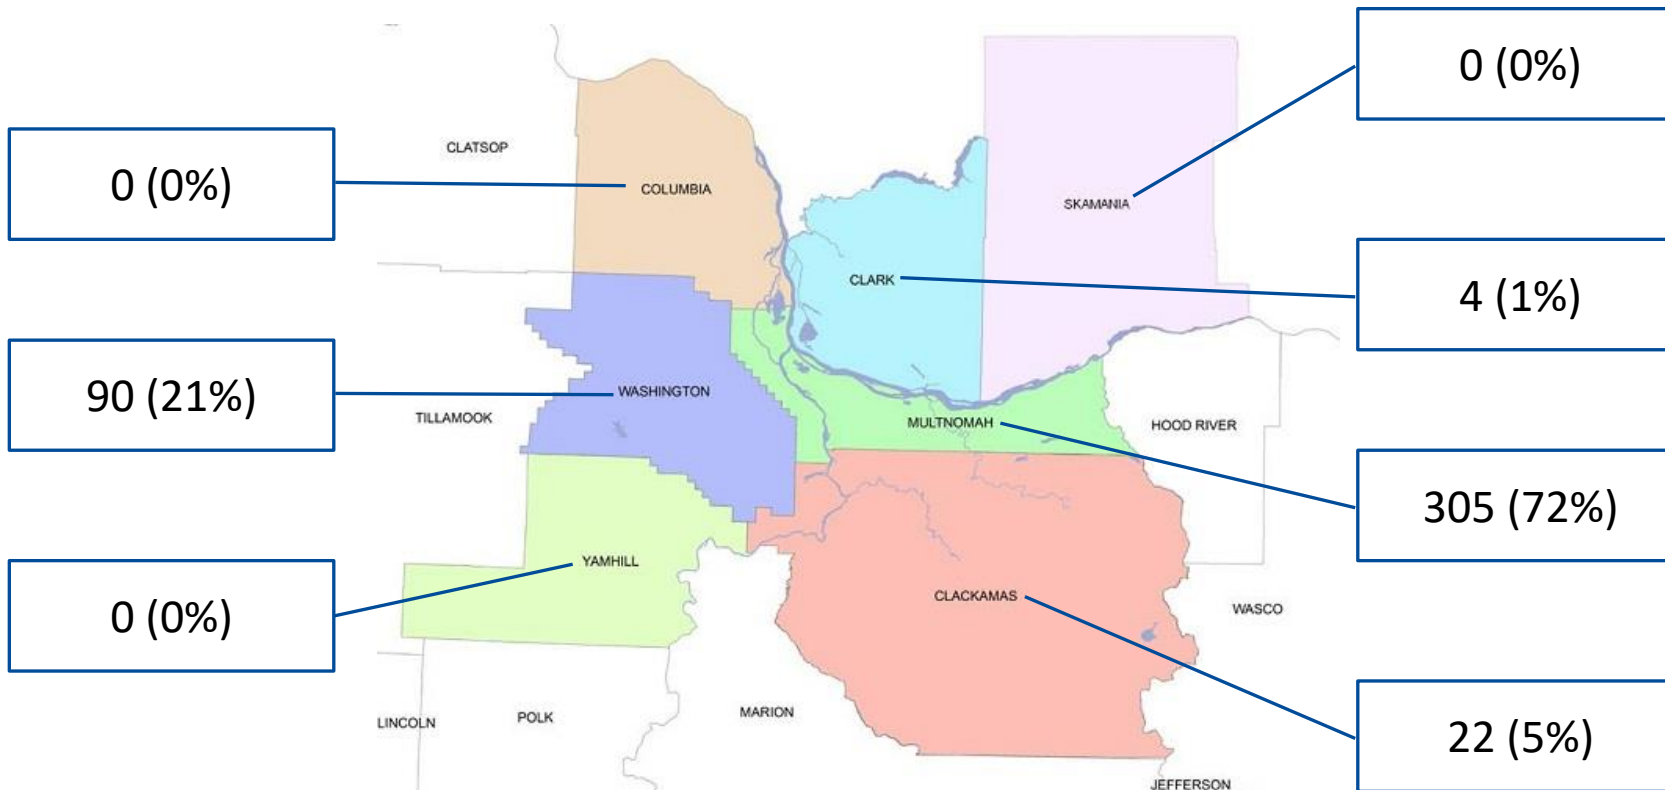 0 (0%)
CLATSOP
0 (0%)
COLUMBIA
SKAMANIA
CLARK
4 (1%)
90 (21%)
WASHINGTON
TILLAMOOK
MULTNOMAH
HOOD RIVER
305 (72%)
YAMHILL
0 (0%)
CLACKAMAS
WASCO
LINCOLN
POLK
MARION
22 (5%)
JEFFERSON